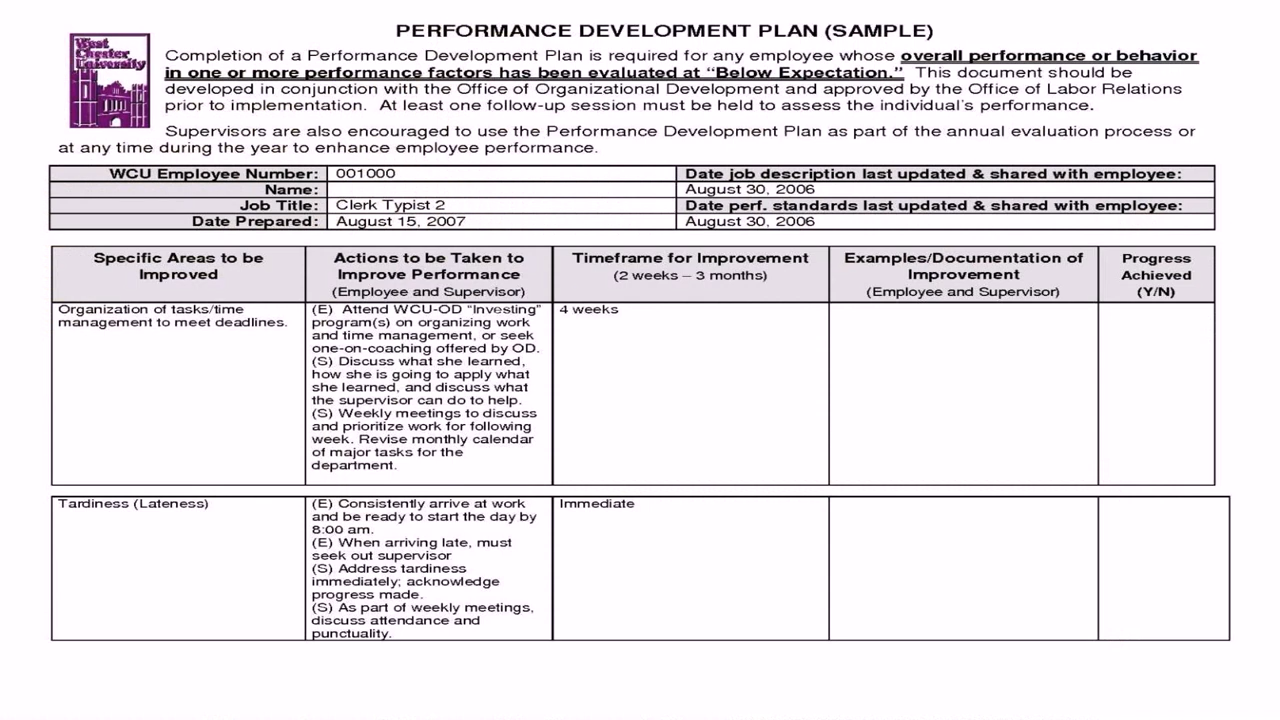 PERFORMANCE DEVELOPMENT PLAN (SAMPLE)
West
Chester
University
Completion of a Performance Development Plan is required for any employee whose overall performance or behavior
in one or more performance factors has been evaluated at “Below Expectation.” This document should be
developed in conjunction with the Office of Organizational Development and approved by the Office of Labor Relations
prior to implementation. At least one follow-up session must be held to assess the individual's performance.
Supervisors are also encouraged to use the Performance Development Plan as part of the annual evaluation process or
at any time during the year to enhance employee performance.
WCU Employee Number: 001000 Date job description last updated & shared with employee:
Name: August 30, 2006
Job Title: Clerk Typist 2 Date perf. standards last updated & shared with employee:
Date Prepared: August 15, 2007 August 30, 2006
Specific Areas to be
Improved
Actions to be Taken to
Improve Performance
(Employee and Supervisor)
Timeframe for Improvement
(2 weeks – 3 months)
Examples/Documentation of
Improvement
(Employee and Supervisor)
Progress
Achieved
(Y/N)
Organization of tasks/time
management to meet deadlines.
(E) Attend WCU-OD “Investing”
program(s) on organizing work
and time management, or seek
one-on-coaching offered by OD.
(S) Discuss what she learned,
how she is going to apply what
she learned, and discuss what
the supervisor can do to help.
(S) Weekly meetings to discuss
and prioritize work for following
week. Revise monthly calendar
of major tasks for the
department.
4 weeks
Tardiness (Lateness)
(E) Consistently arrive at work
and be ready to start the day by
8:00 am.
(E) When arriving late, must
seek out supervisor
(S) Address tardiness
immediately; acknowledge
progress made.
(S) As part of weekly meetings,
discuss attendance and
punctuality.
Immediate